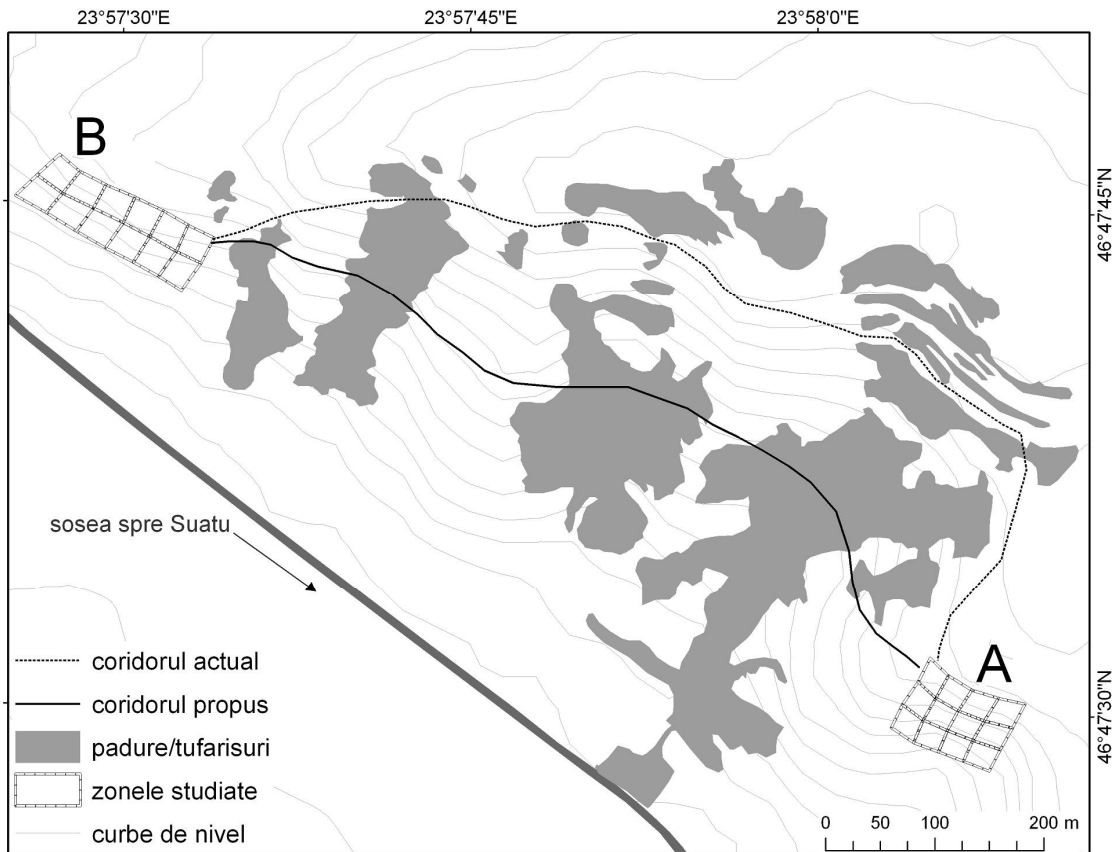 23°57'30"E 23°57'45"E 23°58'0"E
B
46°47'45"N
sosea spre Suatu
A
46°47'30"N
coridorul actual
coridorul propus
padure/tufarisuri
zonele studiate
curbe de nivel
0 50 100 200 m